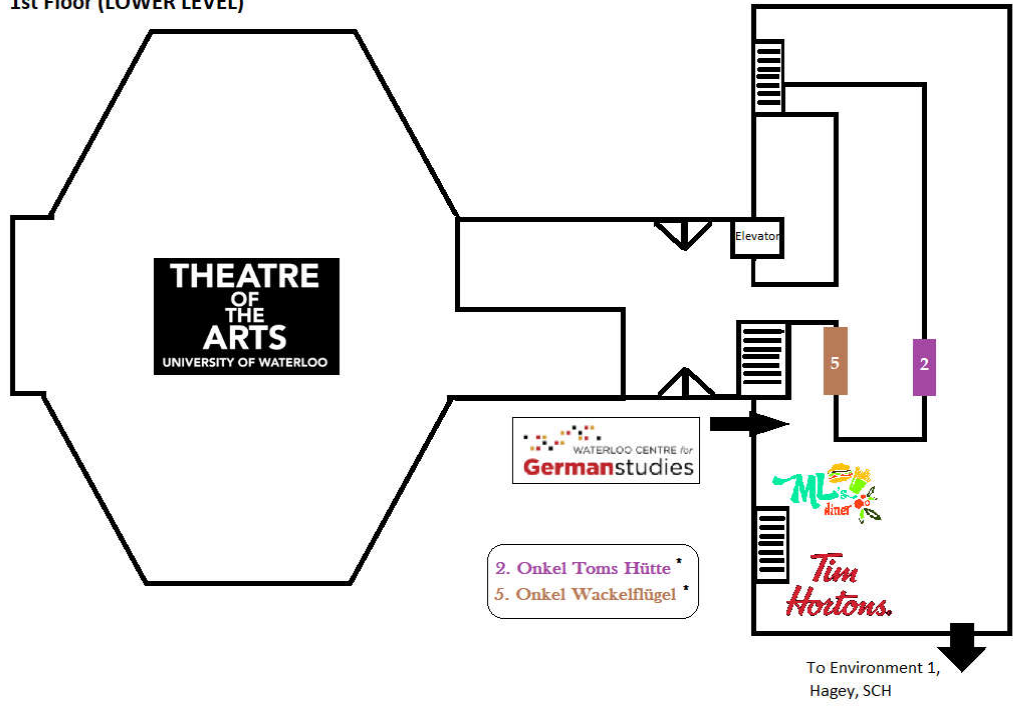 1st Floor (LOWER LEVEL)
THEATRE
OF
THE
ARTS
UNIVERSITY OF WATERLOO
Elevator
5
2
WATERLOO CENTRE for
Germanstudies
ML's
diner
2. Onkel Toms Hütte *
5. Onkel Wackelflügel *
Tim
Hortons.
To Environment 1,
Hagey, SCH